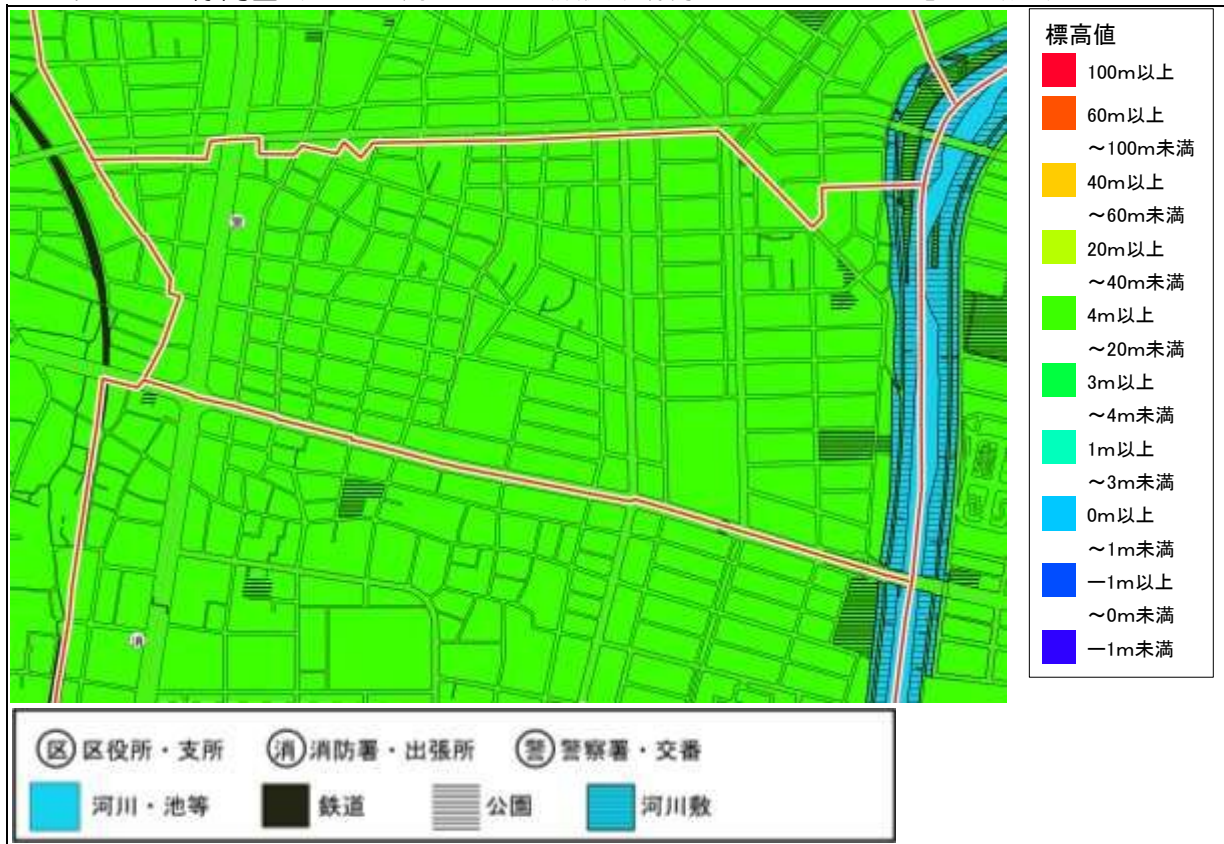 標高値
100m以上
60m以上
～100m未満
40m以上
～60m未満
20m以上
～40m未満
4m以上
～20m未満
3m以上
～4m未満
1m以上
～3m未満
0m以上
～1m未満
－1m以上
～0m未満
－1m未満
消
区 区役所・支所 消 消防署・出張所 警 警察署・交番
河川・池等 鉄道 公園 河川敷